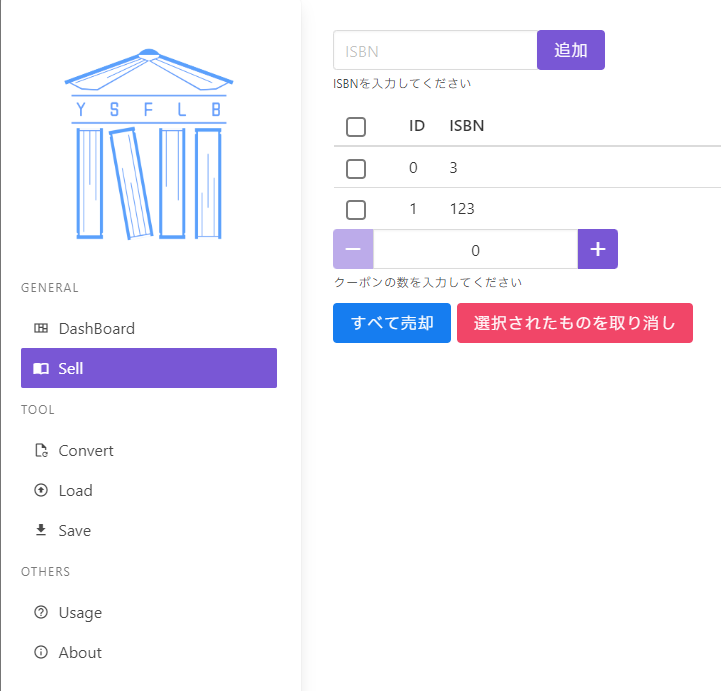 Y S F L B
GENERAL
DashBoard
Sell
TOOL
Convert
Load
Save
OTHERS
Usage
About
ISBN 追加
ISBNを入力してください
ID ISBN
0 3
1 123
− 0 +
クーポンの数を入力してください
すべて売却 選択されたものを取り消し